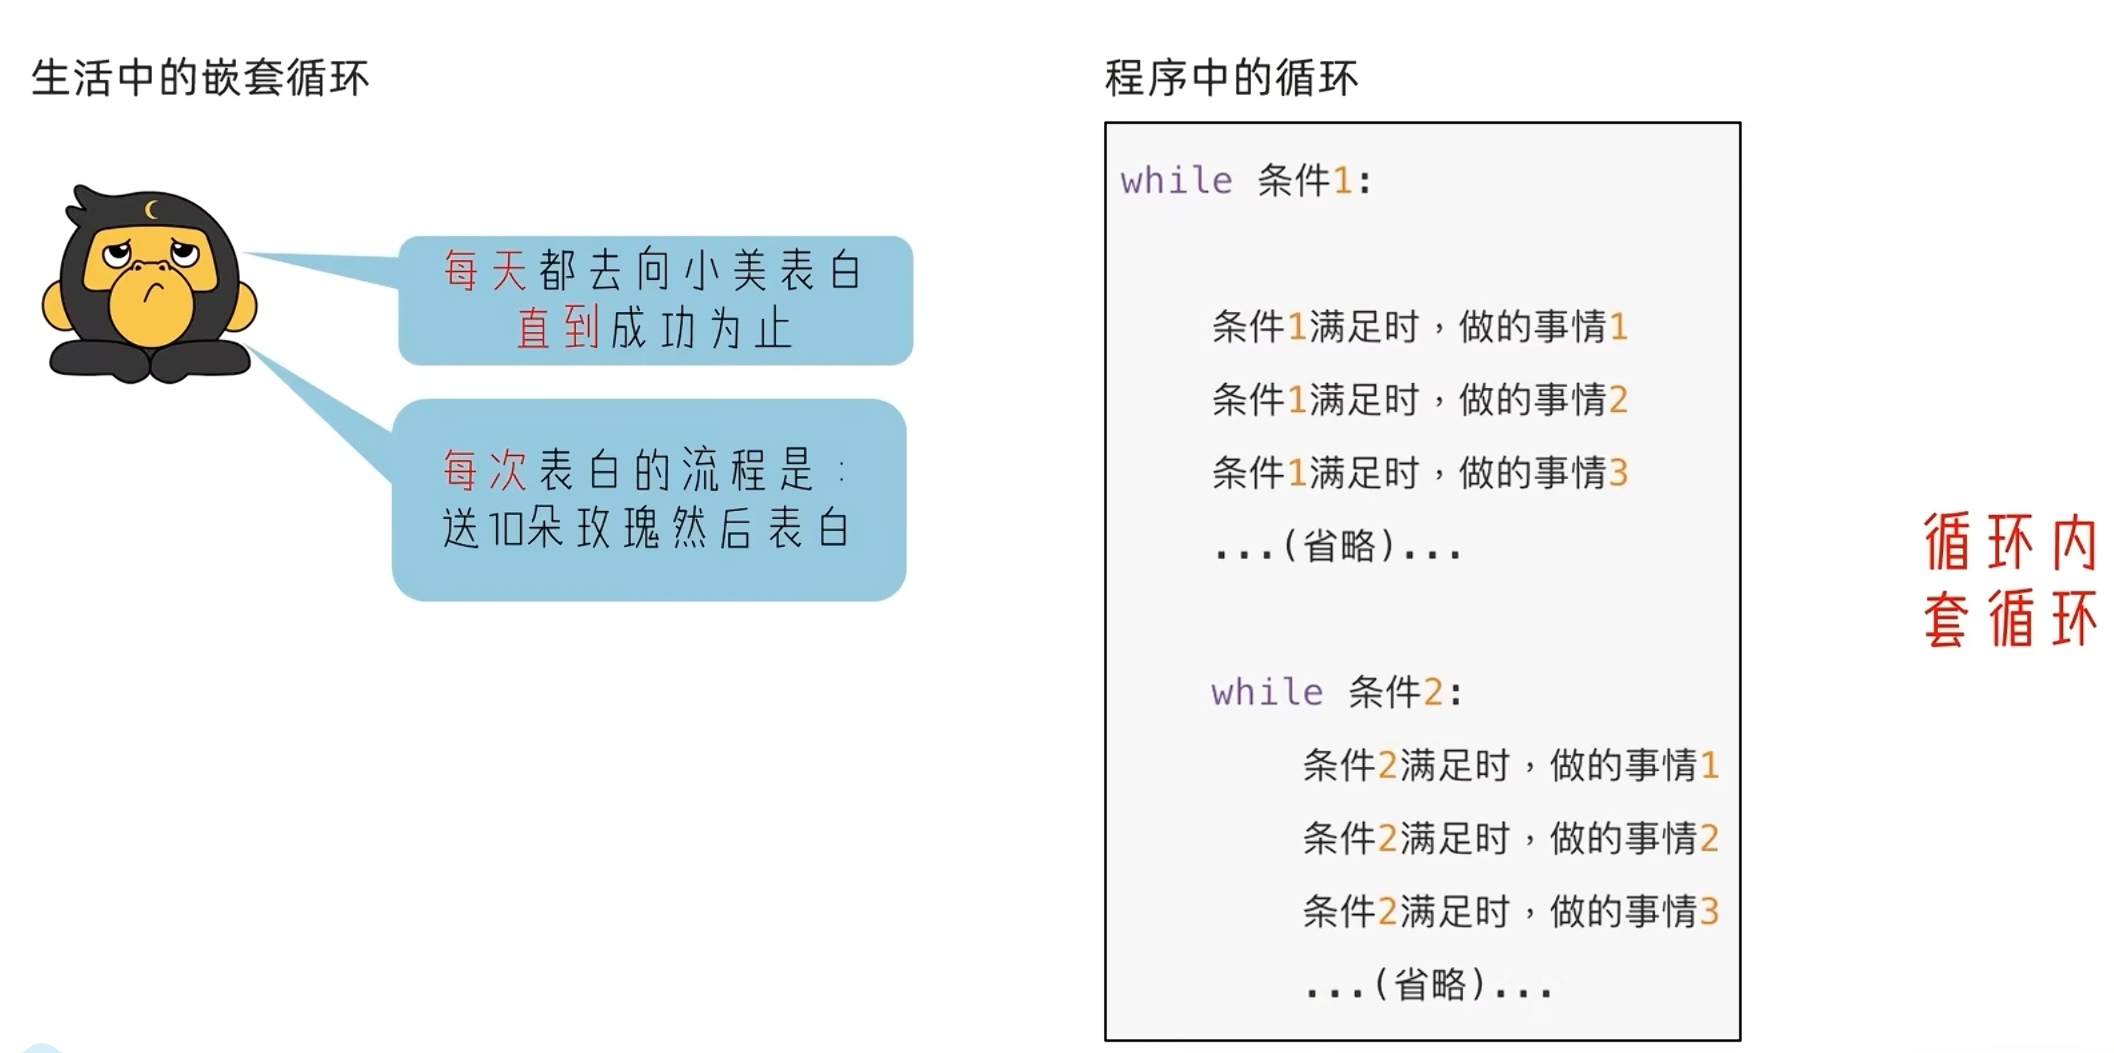 生活中的嵌套循环
每天都去向小美表白
直到成功为止
每次表白的流程是：
送10朵玫瑰然后表白
程序中的循环
while 条件1:
条件1满足时，做的事情1
条件1满足时，做的事情2
条件1满足时，做的事情3
...(省略)...
while 条件2:
条件2满足时，做的事情1
条件2满足时，做的事情2
条件2满足时，做的事情3
...(省略)...
循环内
套循环